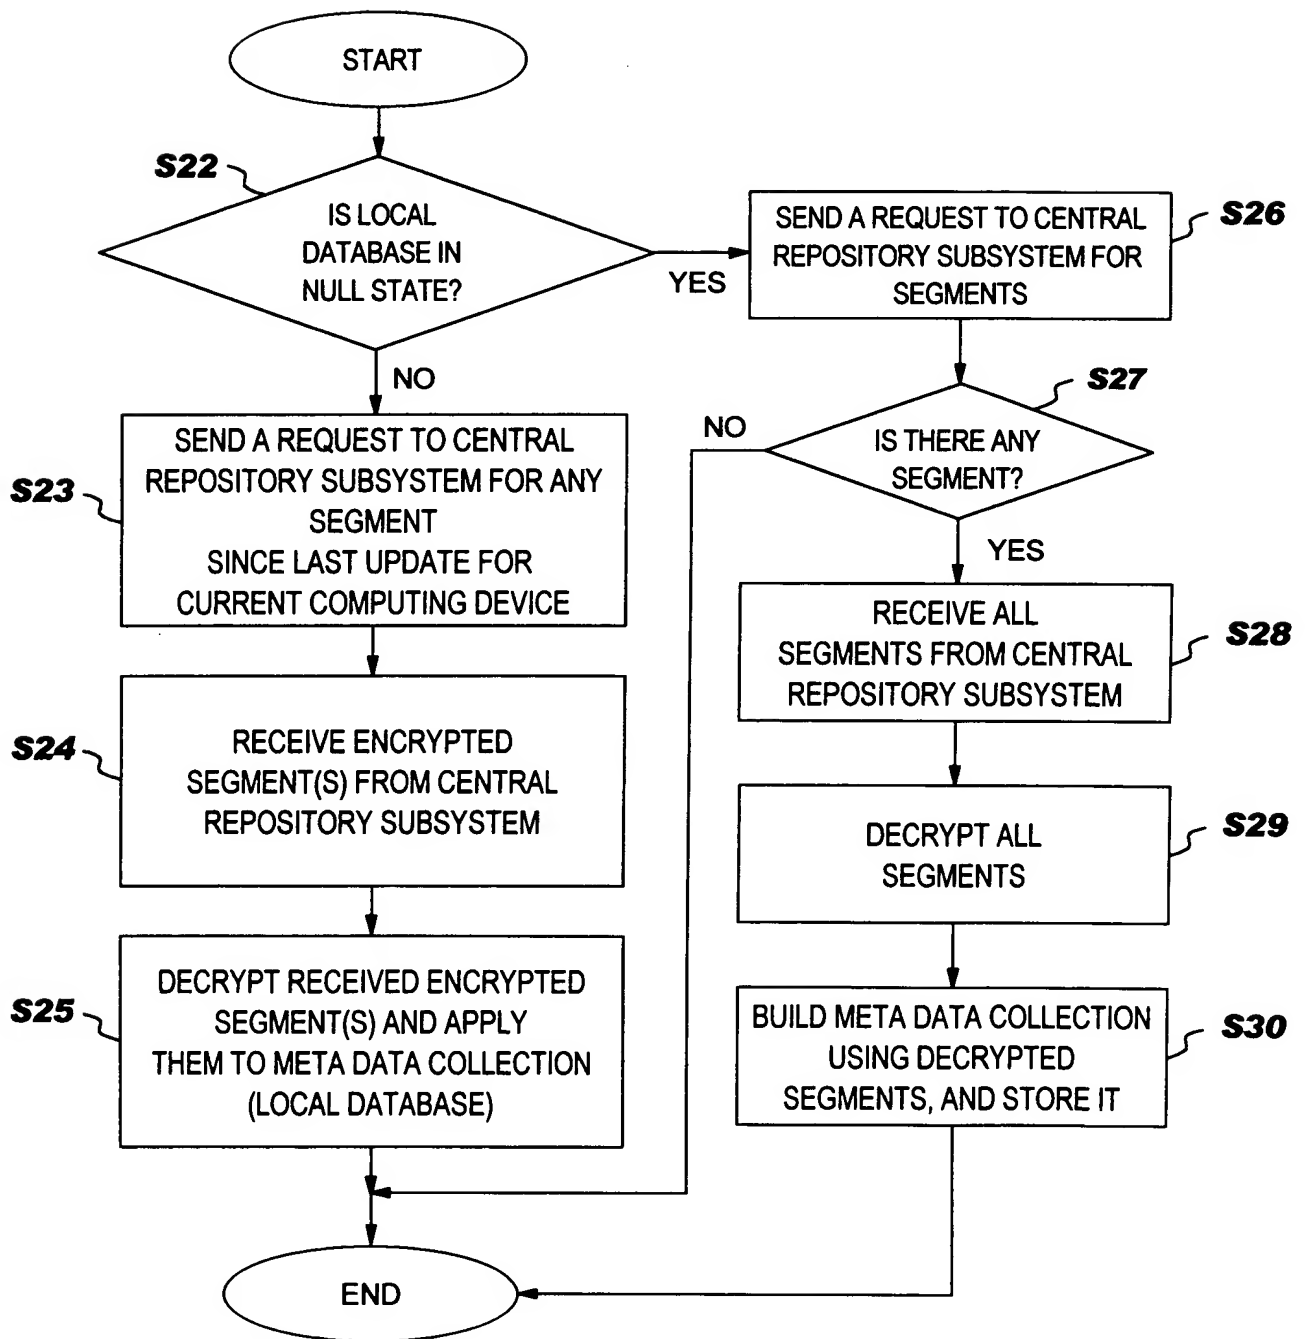 START
S22
IS LOCAL
DATABASE IN
NULL STATE?
YES
NO
S23
SEND A REQUEST TO CENTRAL
REPOSITORY SUBSYSTEM FOR ANY
SEGMENT
SINCE LAST UPDATE FOR
CURRENT COMPUTING DEVICE
S24
RECEIVE ENCRYPTED
SEGMENT(S) FROM CENTRAL
REPOSITORY SUBSYSTEM
S25
DECRYPT RECEIVED ENCRYPTED
SEGMENT(S) AND APPLY
THEM TO META DATA COLLECTION
(LOCAL DATABASE)
SEND A REQUEST TO CENTRAL
REPOSITORY SUBSYSTEM FOR
SEGMENTS
S26
S27
NO
IS THERE ANY
SEGMENT?
YES
RECEIVE ALL
SEGMENTS FROM CENTRAL
REPOSITORY SUBSYSTEM
S28
DECRYPT ALL
SEGMENTS
S29
BUILD META DATA COLLECTION
USING DECRYPTED
SEGMENTS, AND STORE IT
S30
END